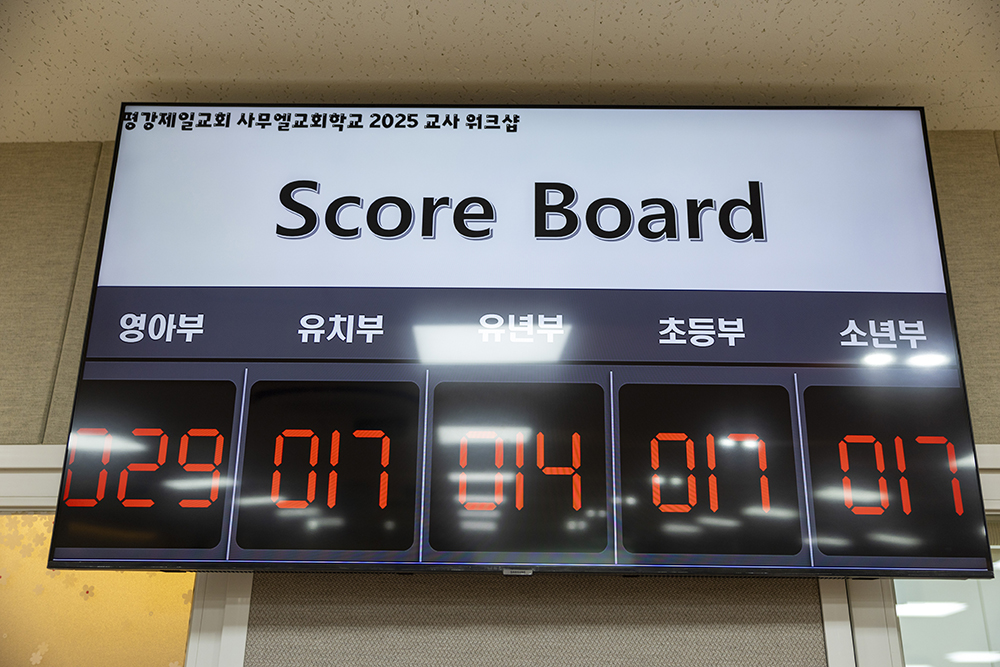 평강제일교회 사무엘교회학교 2025 교사 워크샵
Score Board
영아부 유치부 유년부 초등부 소년부
029 017 014 017 017